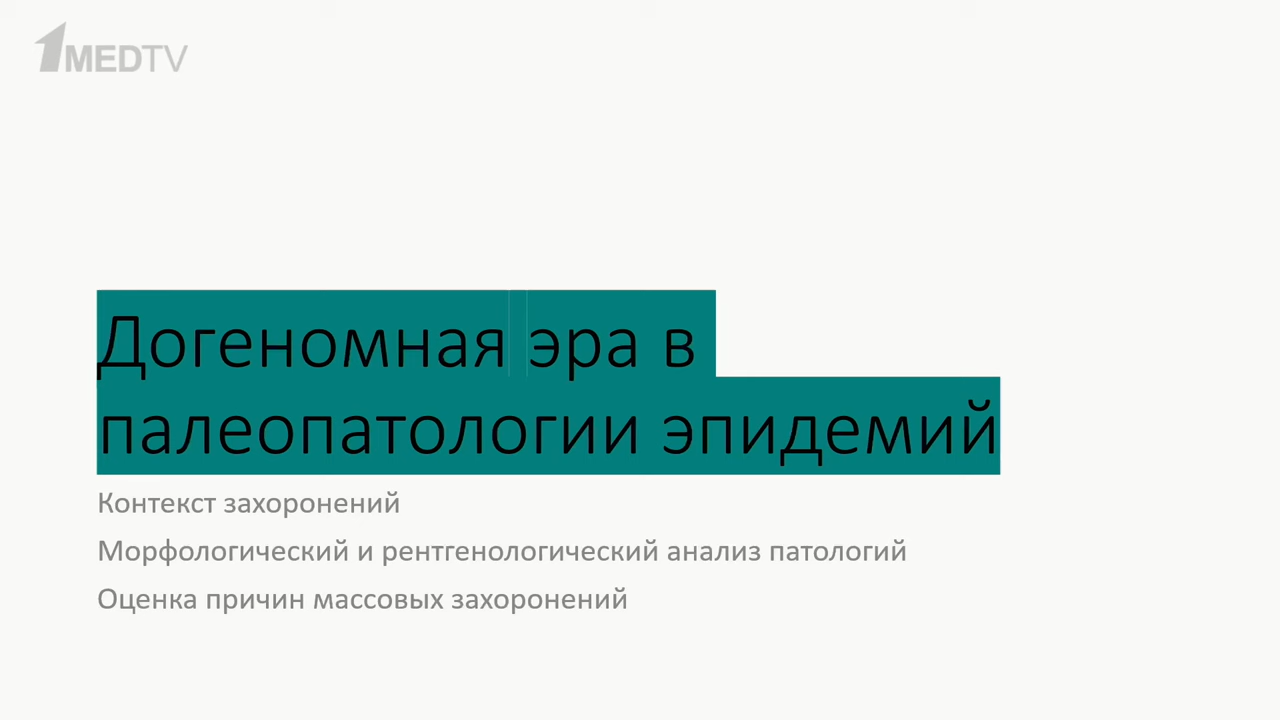 1MEDTV
Догеномная эра в
палеопатологии эпидемий
Контекст захоронений
Морфологический и рентгенологический анализ патологий
Оценка причин массовых захоронений